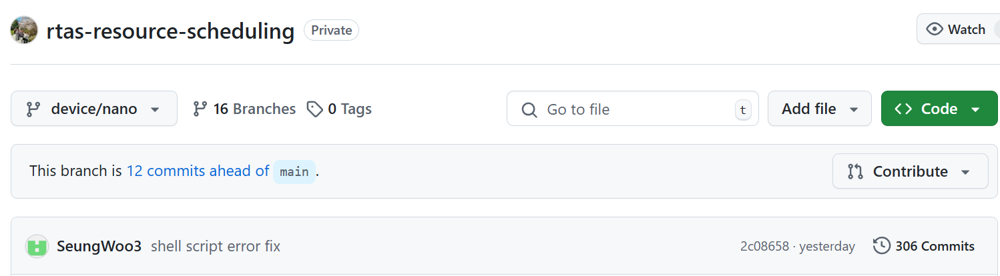 rtas-resource-scheduling Private Watch
device/nano 16 Branches 0 Tags Go to file t Add file Code
This branch is 12 commits ahead of main.
Contribute
SeungWoo3 shell script error fix 2c08658 · yesterday 306 Commits